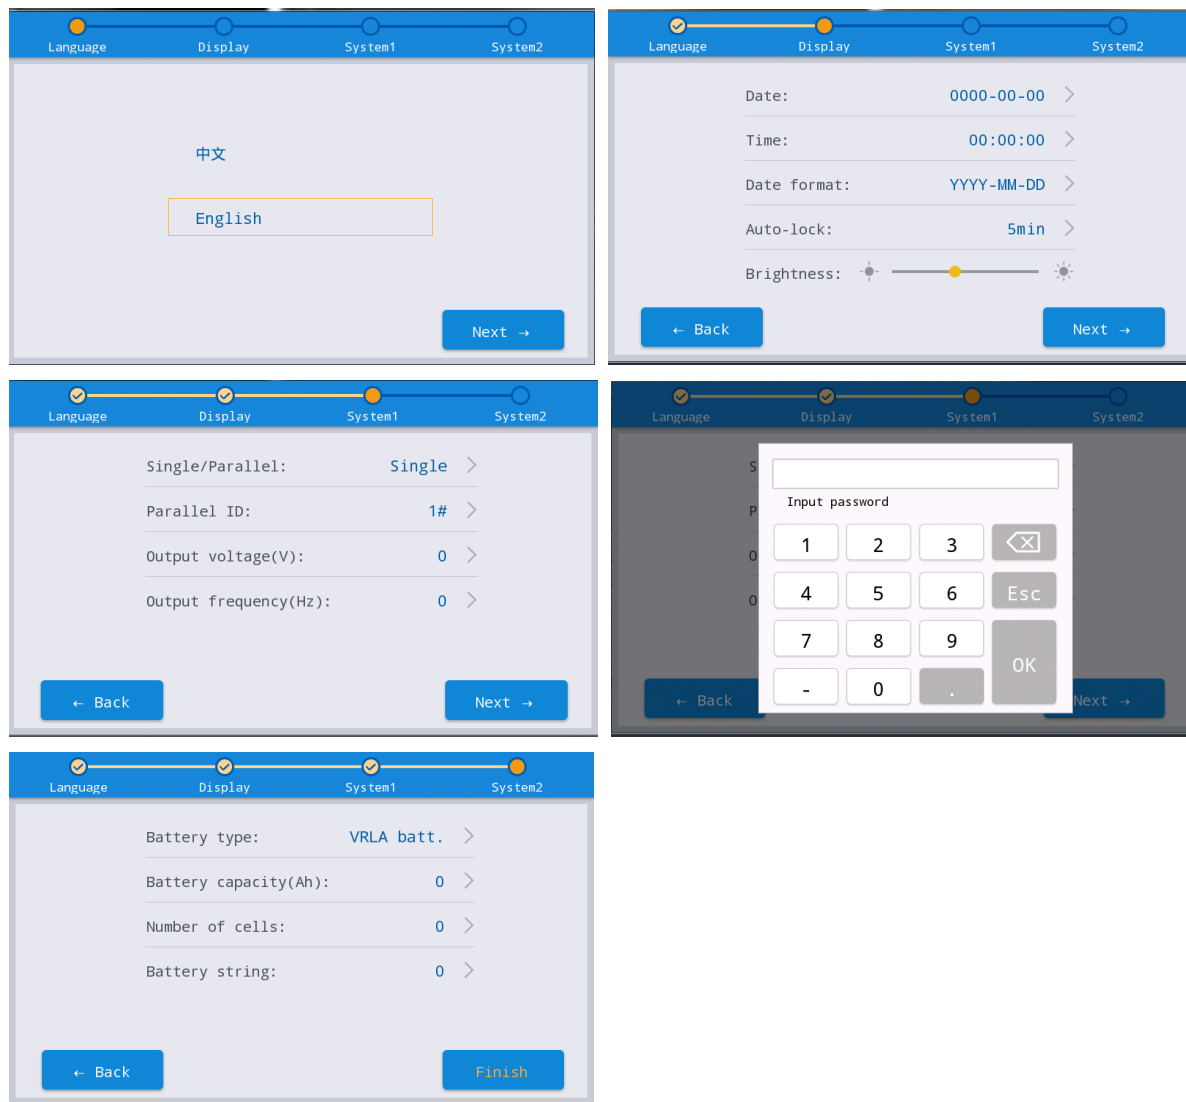 Language Display System1 System2
中文
English
Next →
Language Display System1 System2
Date: 0000-00-00
Time: 00:00:00
Date format: YYYY-MM-DD
Auto-lock: 5min
Brightness:
← Back Next →
Language Display System1 System2
Single/Parallel: Single
Parallel ID: 1#
Output voltage(V): 0
Output frequency(Hz): 0
← Back Next →
Language Display System1 System2
S
P
O
O
Input password
1 2 3
4 5 6 Esc
7 8 9 OK
- 0 .
← Back Next →
Language Display System1 System2
Battery type: VRLA batt.
Battery capacity(Ah): 0
Number of cells: 0
Battery string: 0
← Back Finish